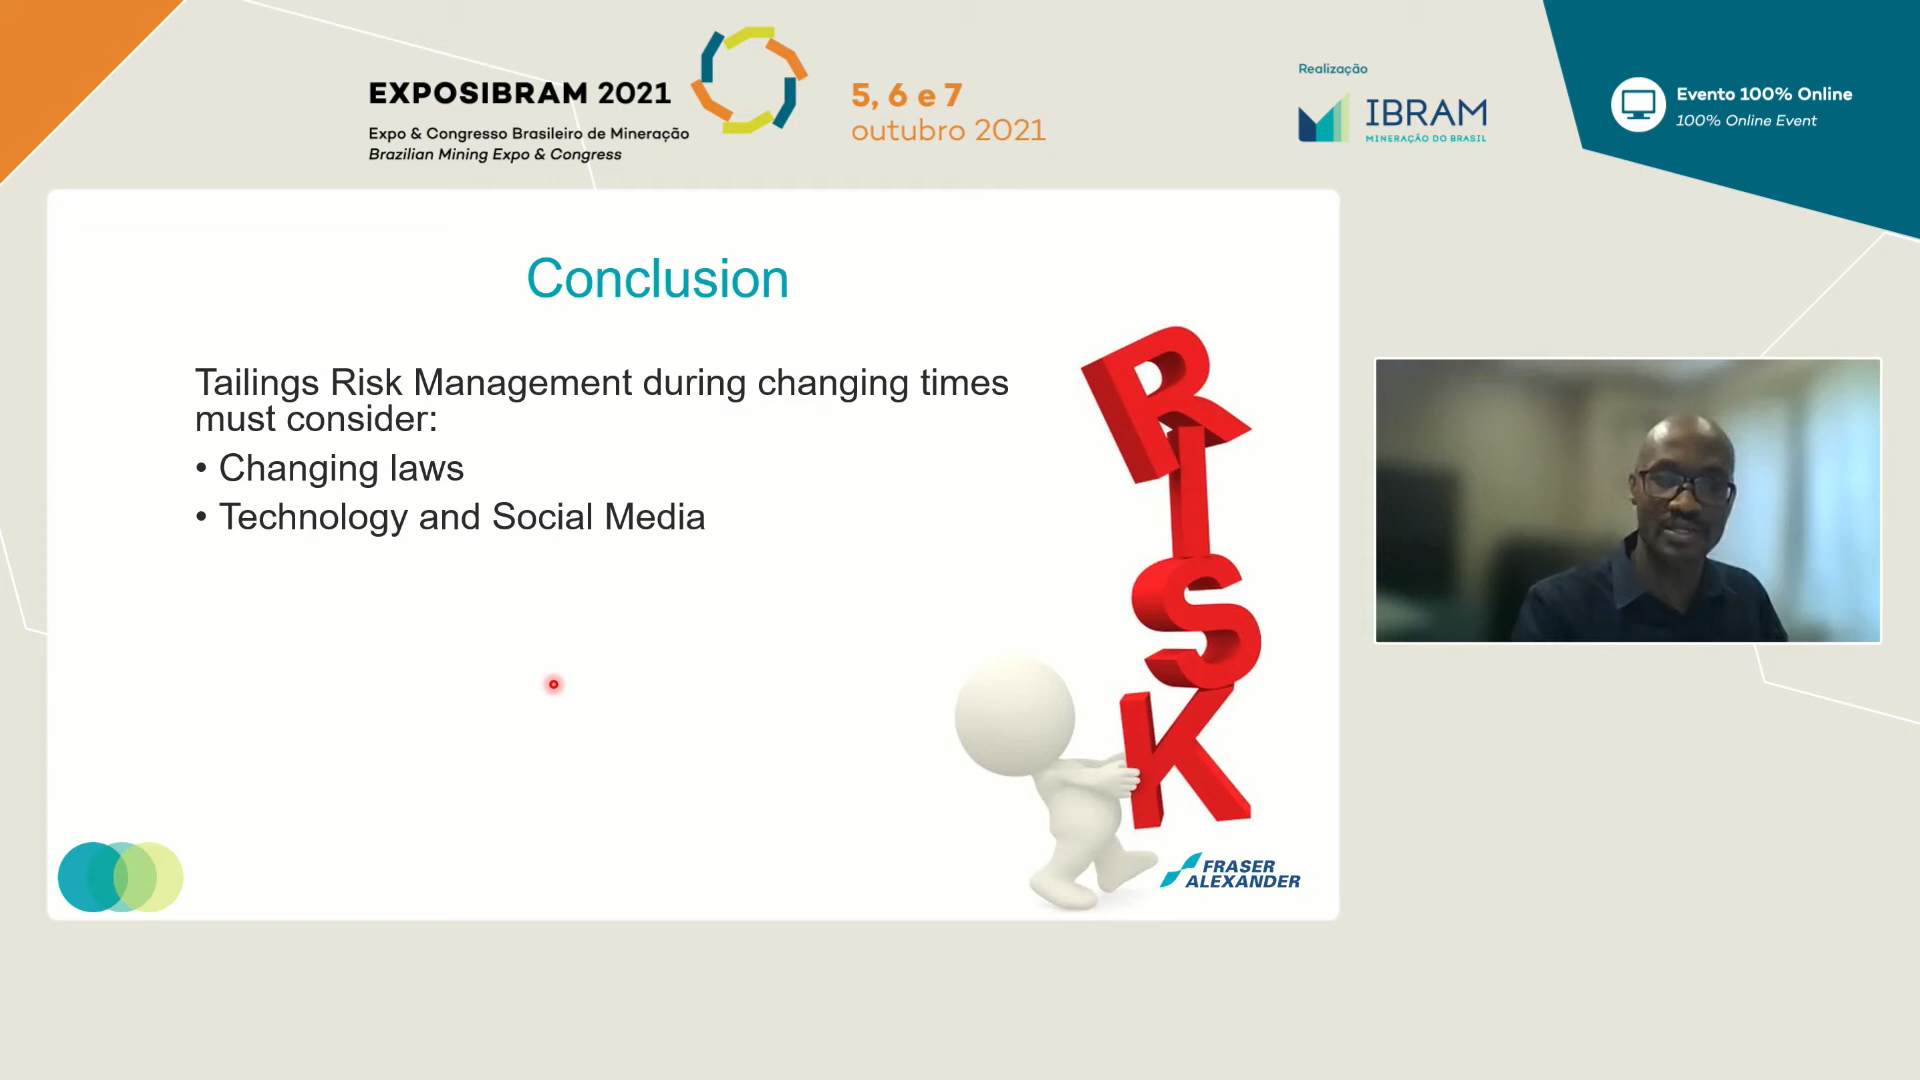 EXPOSIBRAM 2021
Expo & Congresso Brasileiro de Mineração
Brazilian Mining Expo & Congress
5, 6 e 7
outubro 2021
Realização
IBRAM
MINERAÇÃO DO BRASIL
Evento 100% Online
100% Online Event
Conclusion
Tailings Risk Management during changing times
must consider:
• Changing laws
• Technology and Social Media
RISK
FRASER
ALEXANDER